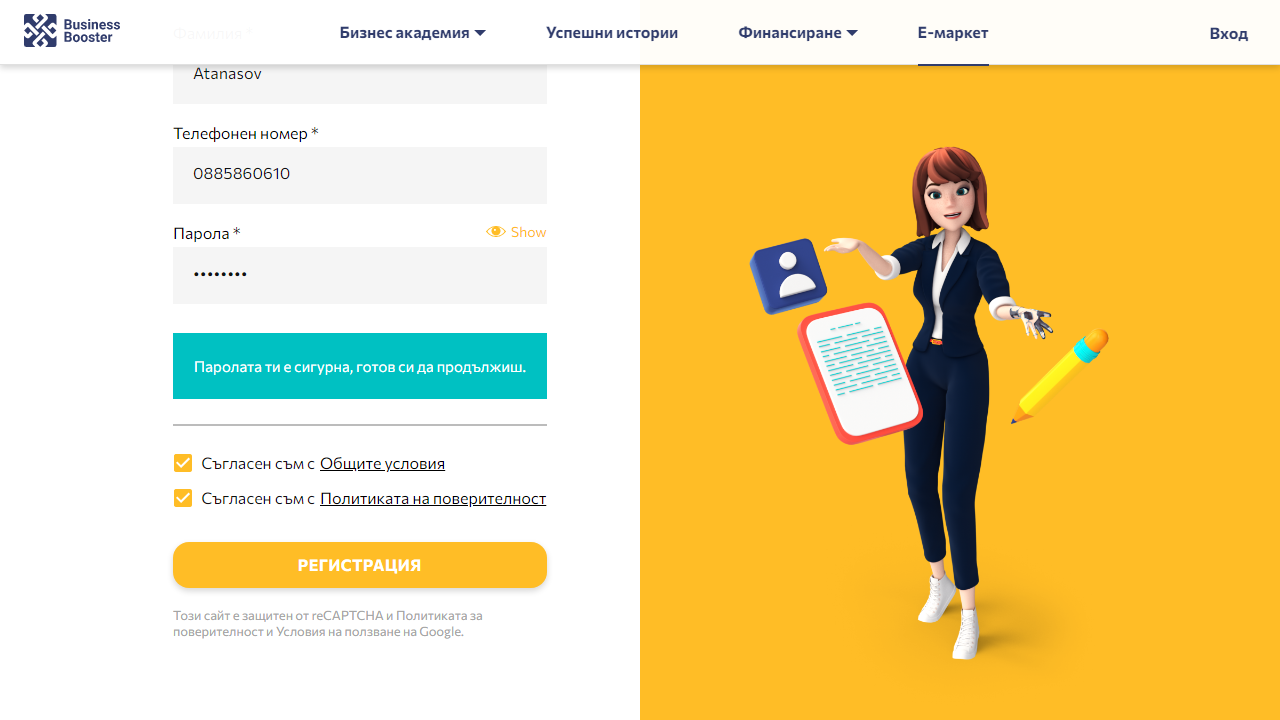 Business
Booster
Фамилия *
Бизнес академия
Успешни истории
Финансиране
Е-маркет
Вход
Atanasov
Телефонен номер *
0885860610
Парола *
Show
••••••••
Паролата ти е сигурна, готов си да продължиш.
Съгласен съм с Общите условия
Съгласен съм с Политиката на поверителност
РЕГИСТРАЦИЯ
Този сайт е защитен от reCAPTCHA и Политиката за
поверителност и Условия на ползване на Google.